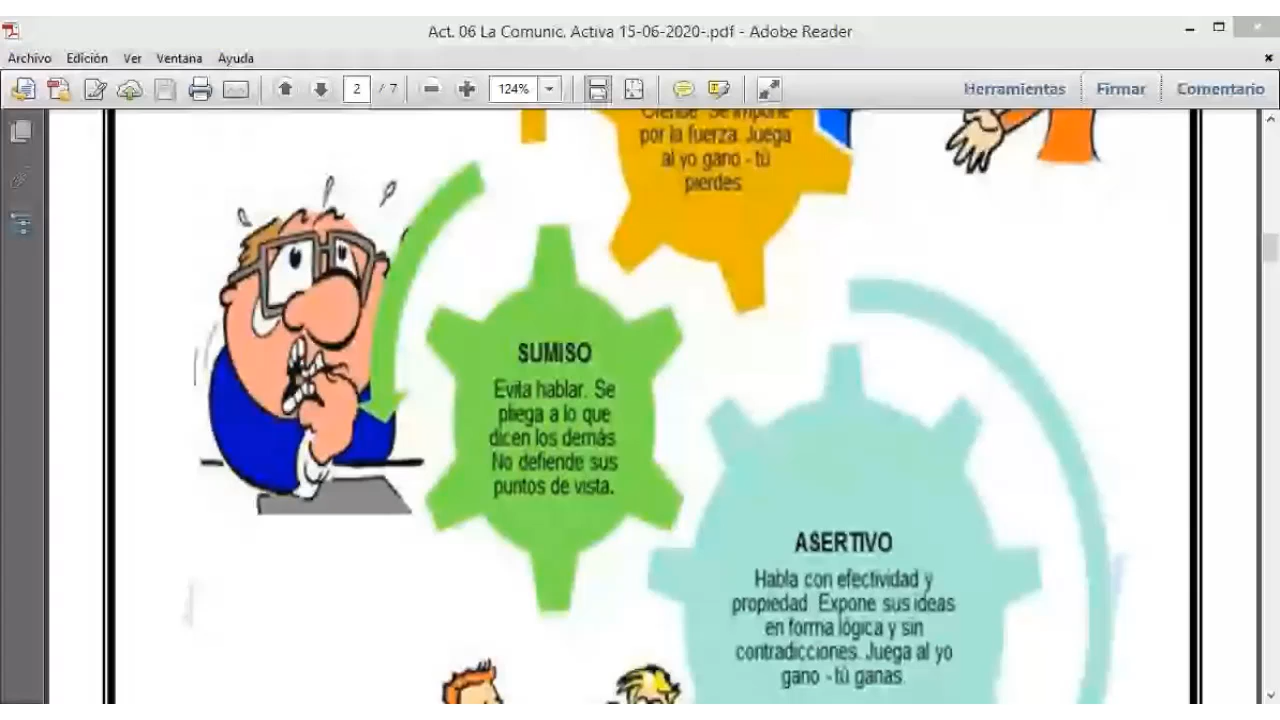 Act. 06 La Comunic. Activa 15-06-2020-.pdf - Adobe Reader
Archivo Edición Ver Ventana Ayuda
2 / 7 124% Herramientas Firmar Comentario
Ofende Se impone
por la fuerza. Juega
al yo gano - tú
pierdes
SUMISO
Evita hablar. Se
pliega a lo que
dicen los demás
No defiende sus
puntos de vista.
ASERTIVO
Habla con efectividad y
propiedad Expone sus ideas
en forma lógica y sin
contradicciones. Juega al yo
gano - tú ganas